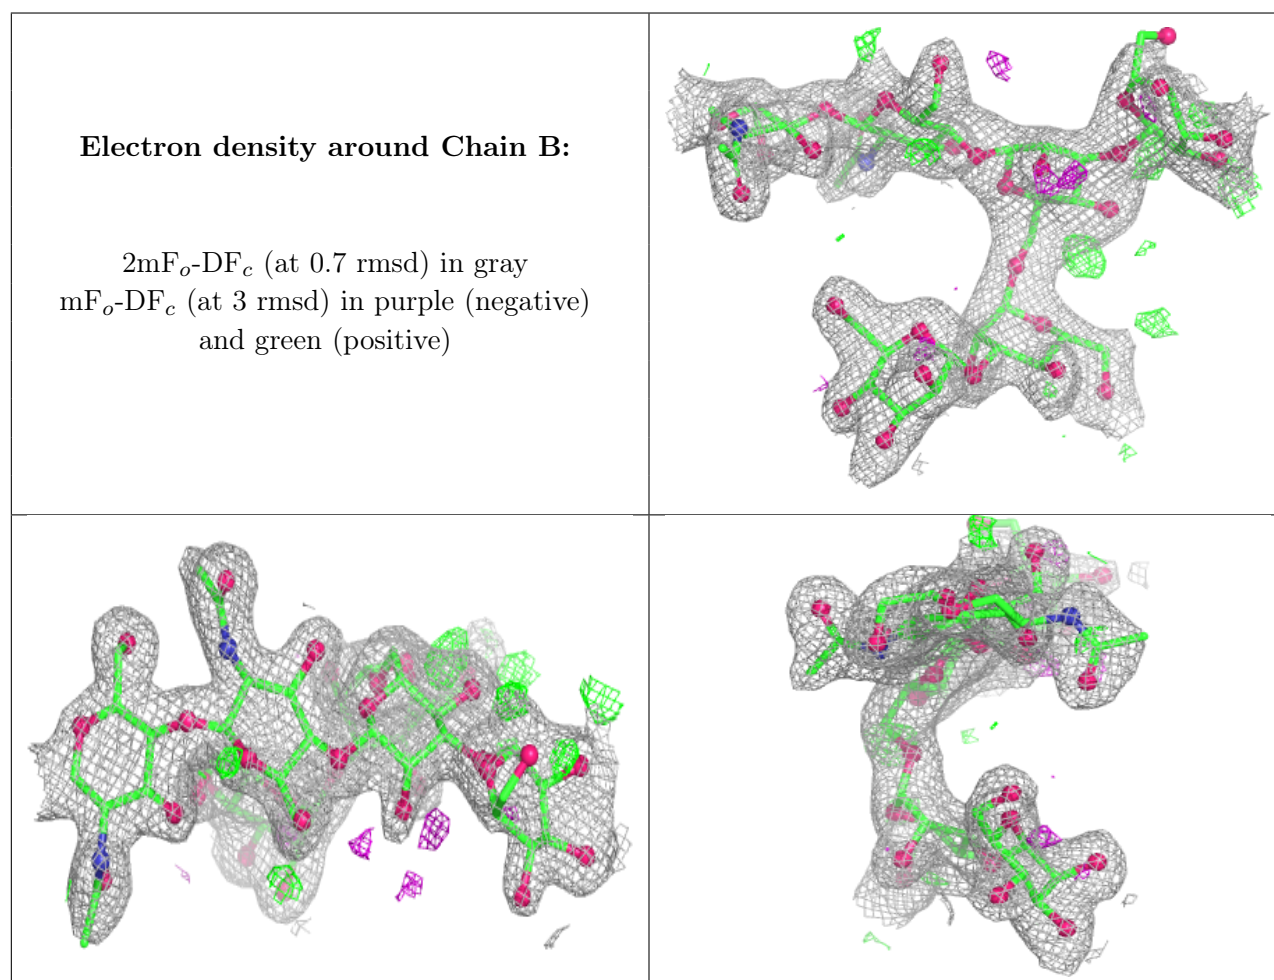 Electron density around Chain B:
2mFₒ-DF𝒸 (at 0.7 rmsd) in gray
mFₒ-DF𝒸 (at 3 rmsd) in purple (negative)
and green (positive)